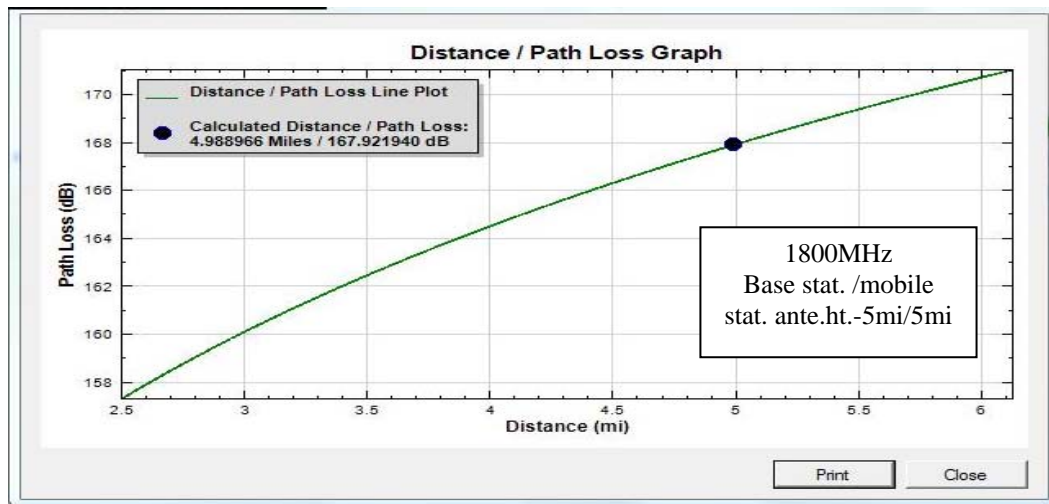 Distance / Path Loss Graph
Distance / Path Loss Line Plot
Calculated Distance / Path Loss:
4.988966 Miles / 167.921940 dB
Path Loss (dB)
170
168
166
164
162
160
158
1800MHz
Base stat. /mobile
stat. ante.ht.-5mi/5mi
2.5 3 3.5 4 4.5 5 5.5 6
Distance (mi)
Print Close